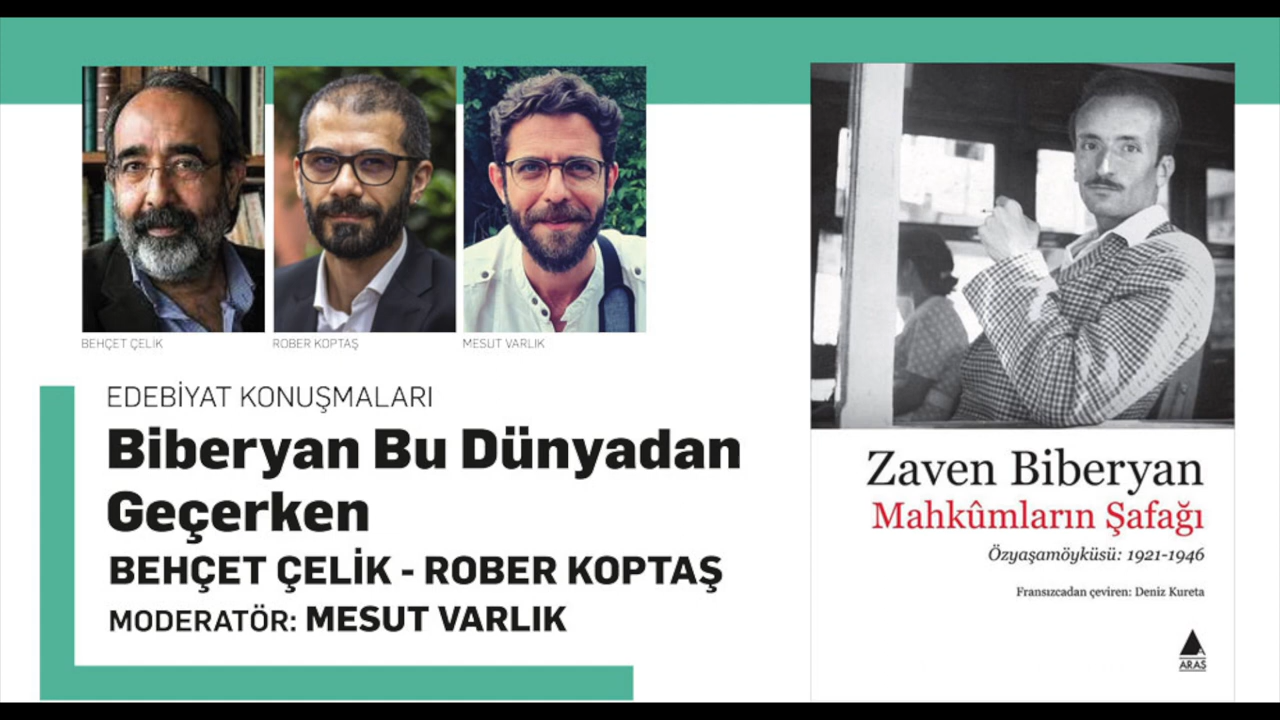 BEHÇET ÇELİK
ROBER KOPTAŞ
MESUT VARLIK
EDEBİYAT KONUŞMALARI
Biberyan Bu Dünyadan
Geçerken
BEHÇET ÇELİK - ROBER KOPTAŞ
MODERATÖR: MESUT VARLIK
Zaven Biberyan
Mahkûmların Şafağı
Özyaşamöyküsü: 1921-1946
Fransızcadan çeviren: Deniz Kureta
ARAS